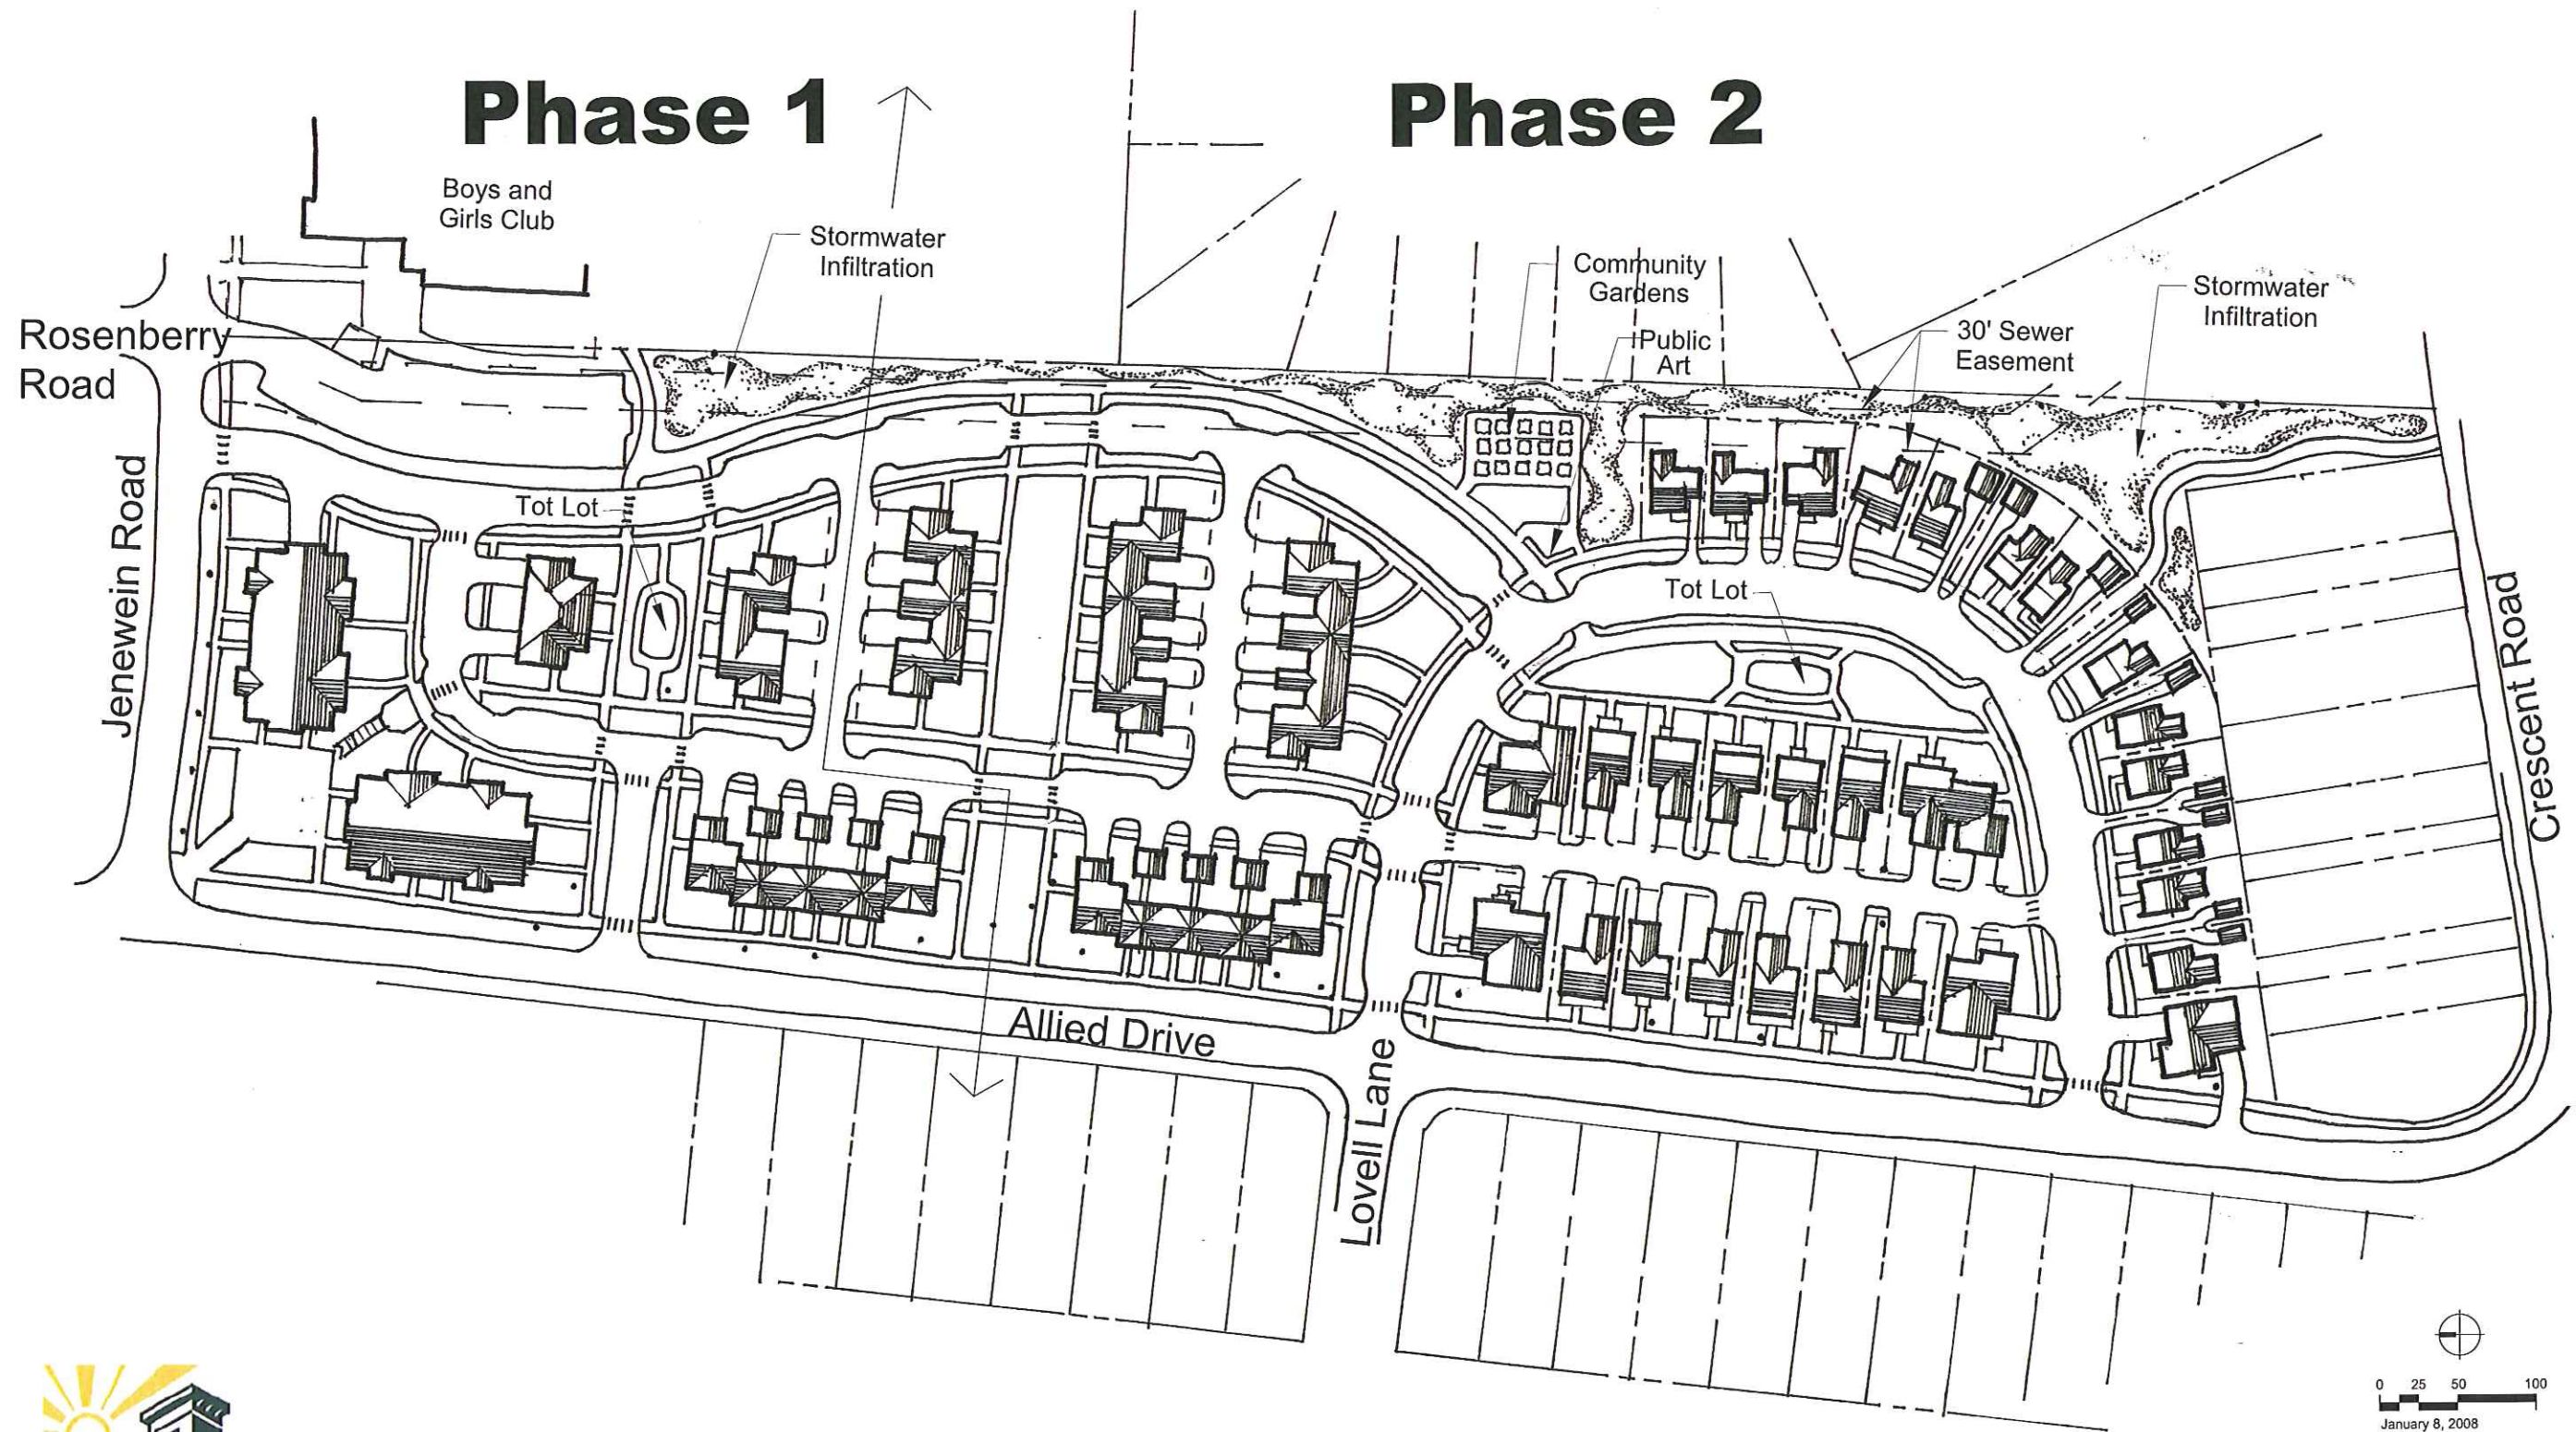 Phase 1
Phase 2
Boys and
Girls Club
Stormwater
Infiltration
Community
Gardens
Public
Art
30' Sewer
Easement
Stormwater
Infiltration
Rosenberry
Road
Jenewein Road
Tot Lot
Tot Lot
Crescent Road
Allied Drive
Lovell Lane
0 25 50 100
January 8, 2008